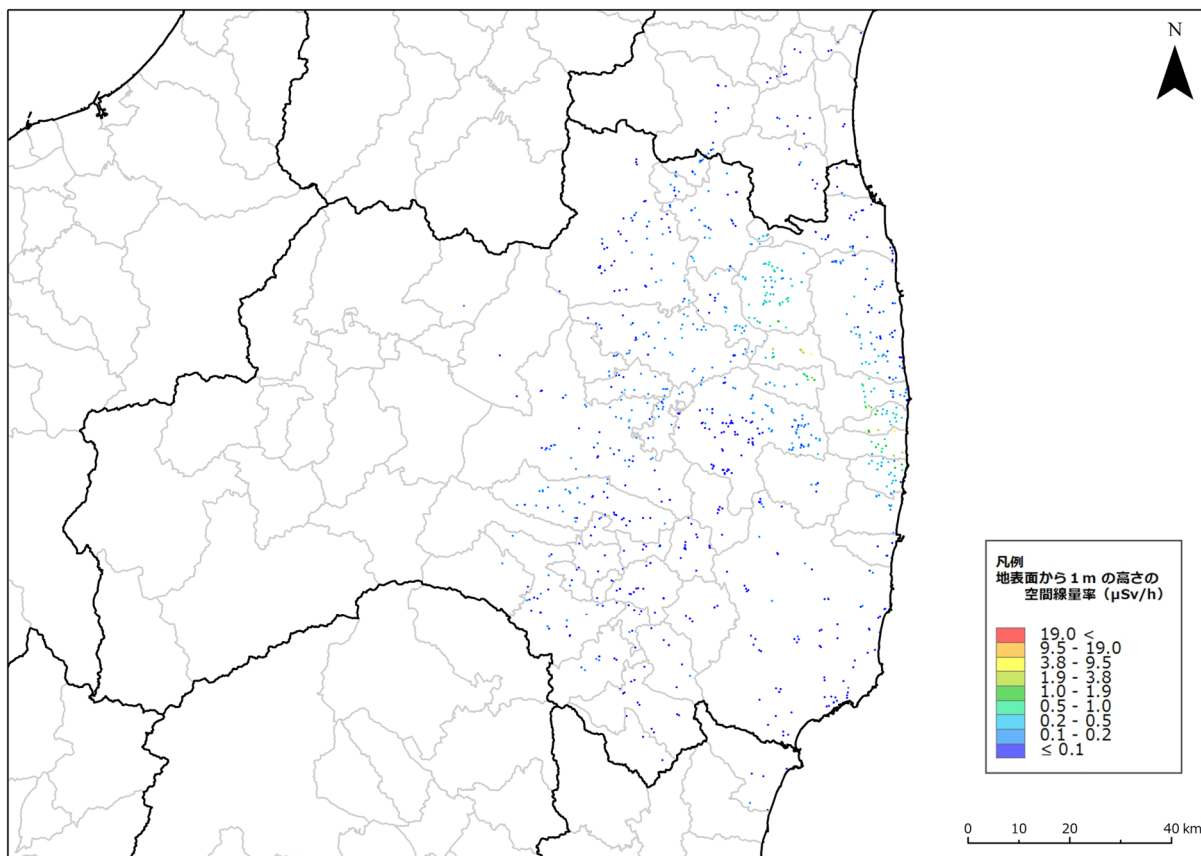 N
凡例
地表面から１ｍ の高さの
空間線量率（μSv/h）
19.0 <
9.5 - 19.0
3.8 - 9.5
1.9 - 3.8
1.0 - 1.9
0.5 - 1.0
0.2 - 0.5
0.1 - 0.2
≤ 0.1
0 10 20 40 km